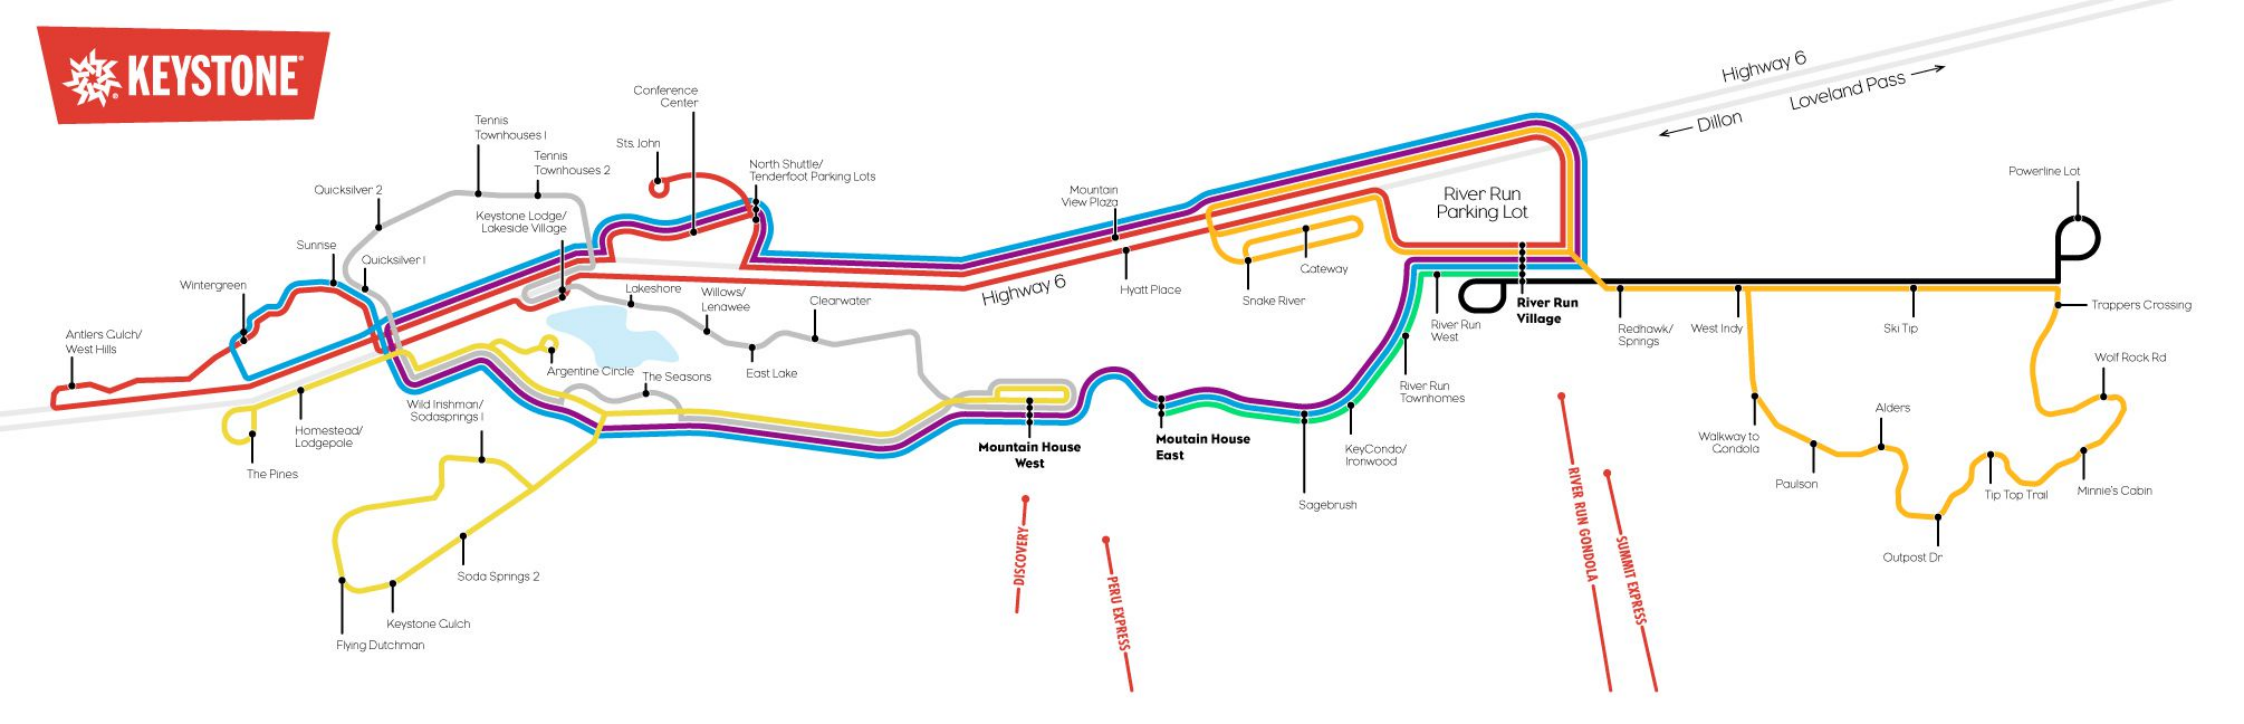 KEYSTONE
Highway 6
Loveland Pass
Dillon
Conference
Center
Tennis
Townhouses 1
Sts. John
Tennis
Townhouses 2
North Shuttle/
Tenderfoot Parking Lots
Powerline Lot
Quicksilver 2
Mountain
View Plaza
River Run
Parking Lot
Keystone Lodge/
Lakeside Village
Sunrise
Quicksilver 1
Gateway
Wintergreen
Lakeshore
Willows/
Lenawee
Clearwater
Highway 6
Hyatt Place
Snake River
River Run
Village
Trappers Crossing
Antlers Gulch/
West Hills
River Run
West
Redhawk/
Springs
West Indy
Ski Tip
Argentine Circle
The Seasons
East Lake
Wolf Rock Rd
River Run
Townhomes
Wild Irishman/
Sodasprings 1
Alders
Homestead/
Lodgepole
Mountain House
West
Moutain House
East
KeyCondo/
Ironwood
Walkway to
Gondola
The Pines
Paulson
Tip Top Trail
Minnie's Cabin
Sagebrush
RIVER RUN GONDOLA
SUMMIT EXPRESS
DISCOVERY
PERU EXPRESS
Outpost Dr
Soda Springs 2
Keystone Gulch
Flying Dutchman